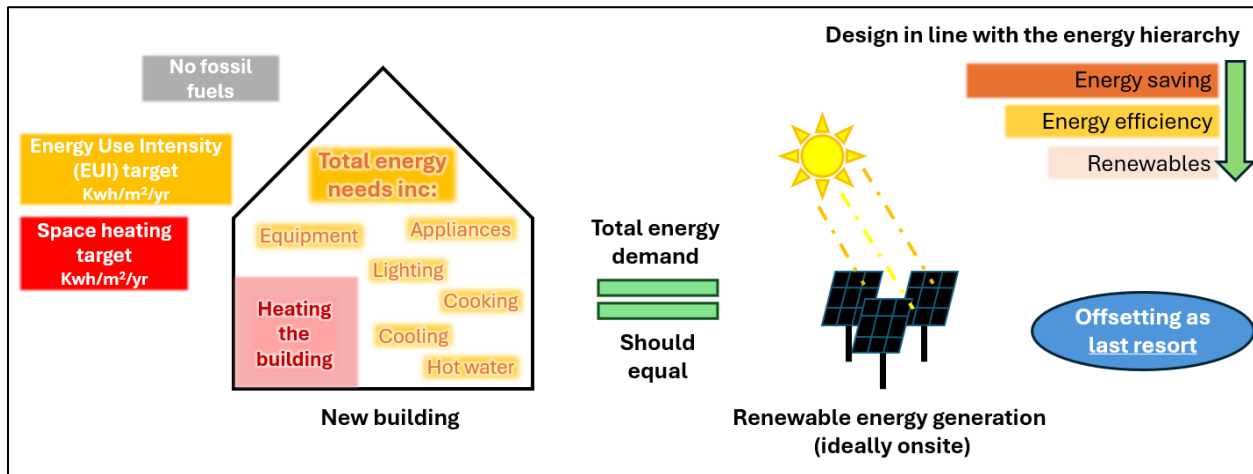 No fossil
fuels
Energy Use Intensity
(EUI) target
Kwh/m²/yr
Space heating
target
Kwh/m²/yr
Total energy
needs inc:
Equipment
Appliances
Lighting
Cooking
Cooling
Hot water
Heating
the
building
New building
Total energy
demand
Should
equal
Renewable energy generation
(ideally onsite)
Design in line with the energy hierarchy
Energy saving
Energy efficiency
Renewables
Offsetting as
last resort